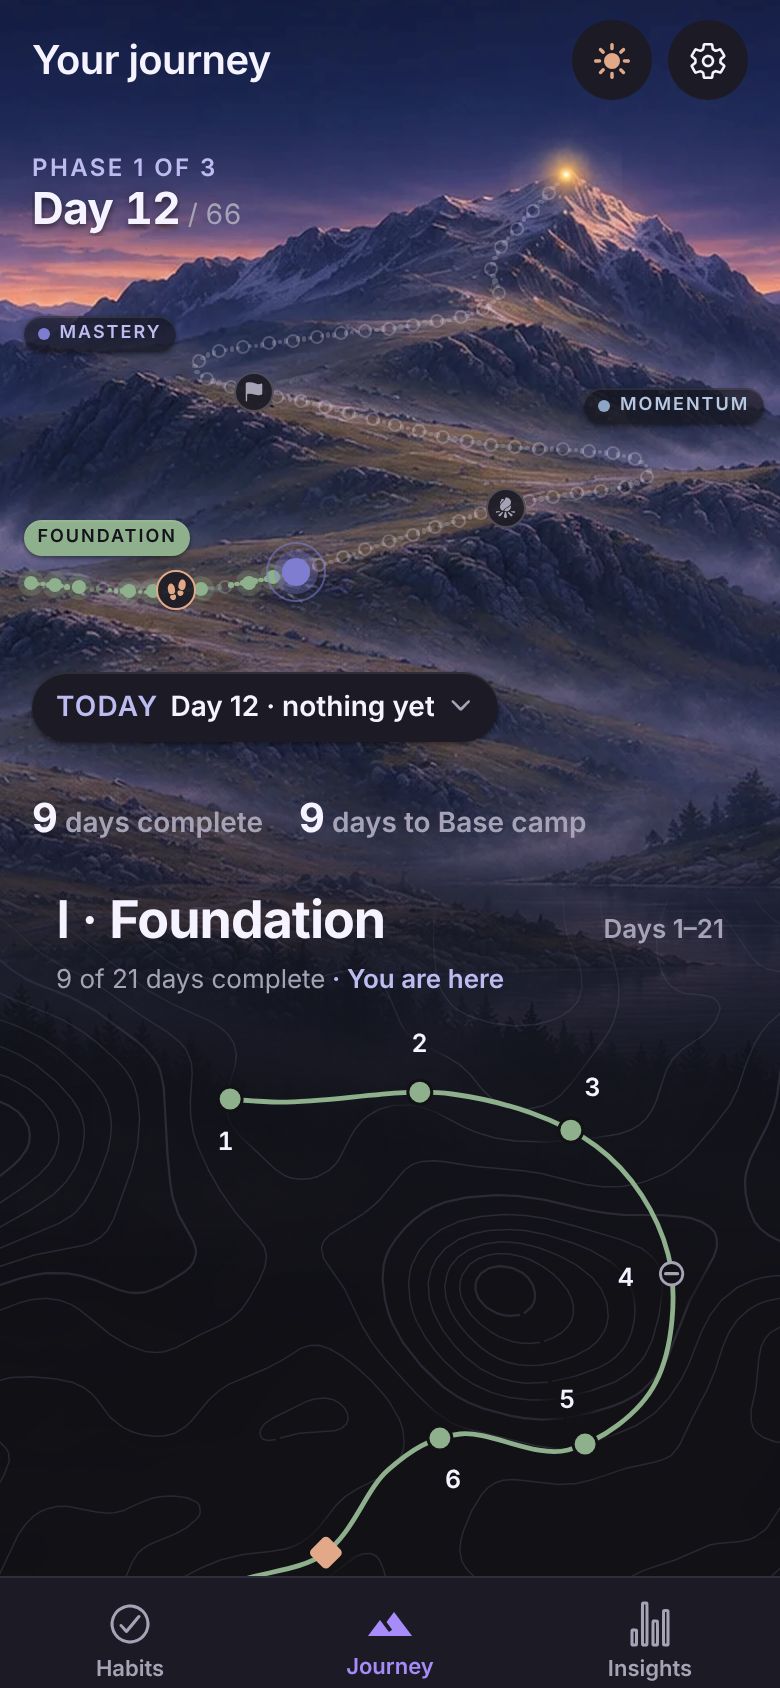 Your journey
PHASE 1 OF 3
Day 12 / 66
MASTERY
MOMENTUM
FOUNDATION
TODAY Day 12 · nothing yet
9 days complete 9 days to Base camp
I · Foundation Days 1–21
9 of 21 days complete · You are here
2
3
1
4
5
6
Habits Journey Insights